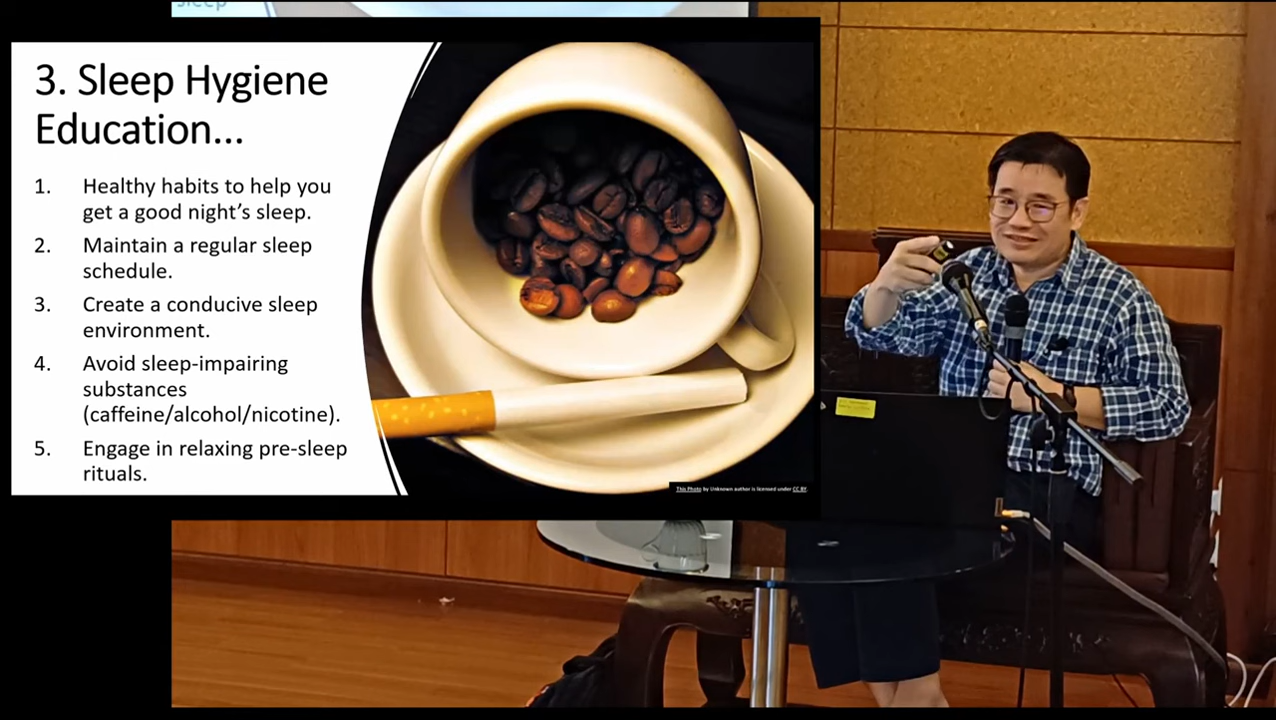 sleep
3. Sleep Hygiene
Education...
1. Healthy habits to help you
get a good night's sleep.
2. Maintain a regular sleep
schedule.
3. Create a conducive sleep
environment.
4. Avoid sleep-impairing
substances
(caffeine/alcohol/nicotine).
5. Engage in relaxing pre-sleep
rituals.
This Photo by Unknown author is licensed under CC BY.